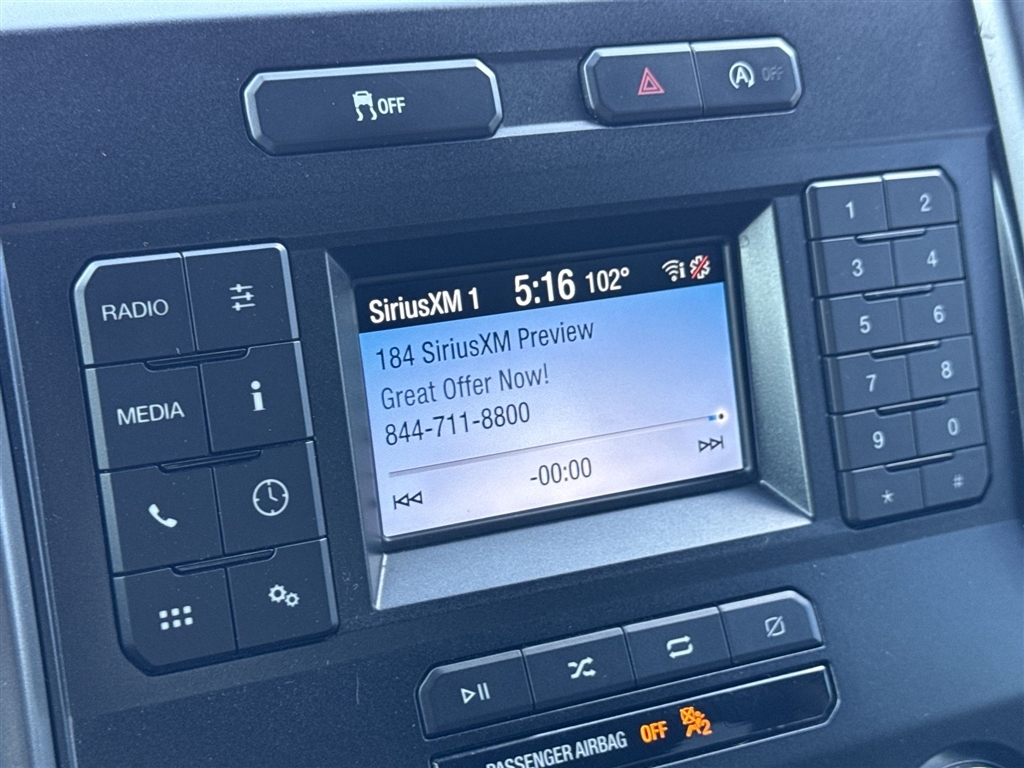 OFF
A OFF
RADIO
MEDIA
SiriusXM 1 5:16 102°
184 SiriusXM Preview
Great Offer Now!
844-711-8800
-00:00
1 2
3 4
5 6
7 8
9 0
* #
PASSENGER AIRBAG OFF 2